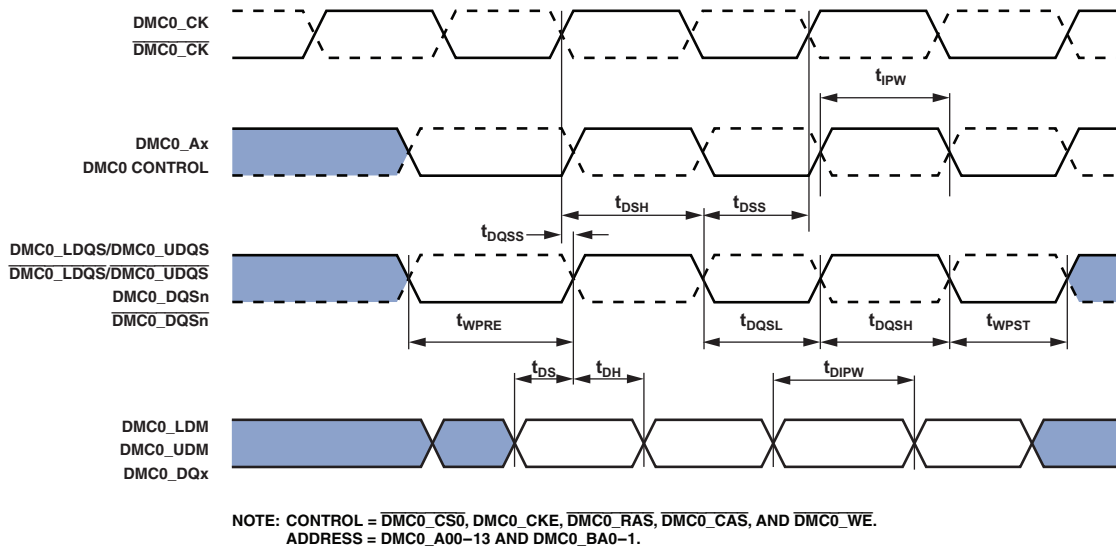 DMC0_CK
DMC0_CK
tIPW
DMC0_Ax
DMC0 CONTROL
tDSH
tDSS
tDQSS
DMC0_LDQS/DMC0_UDQS
DMC0_LDQS/DMC0_UDQS
DMC0_DQSn
DMC0_DQSn
tWPRE
tDQSL
tDQSH
tWPST
tDS
tDH
tDIPW
DMC0_LDM
DMC0_UDM
DMC0_DQx
NOTE: CONTROL = DMC0_CS0, DMC0_CKE, DMC0_RAS, DMC0_CAS, AND DMC0_WE.
ADDRESS = DMC0_A00–13 AND DMC0_BA0–1.